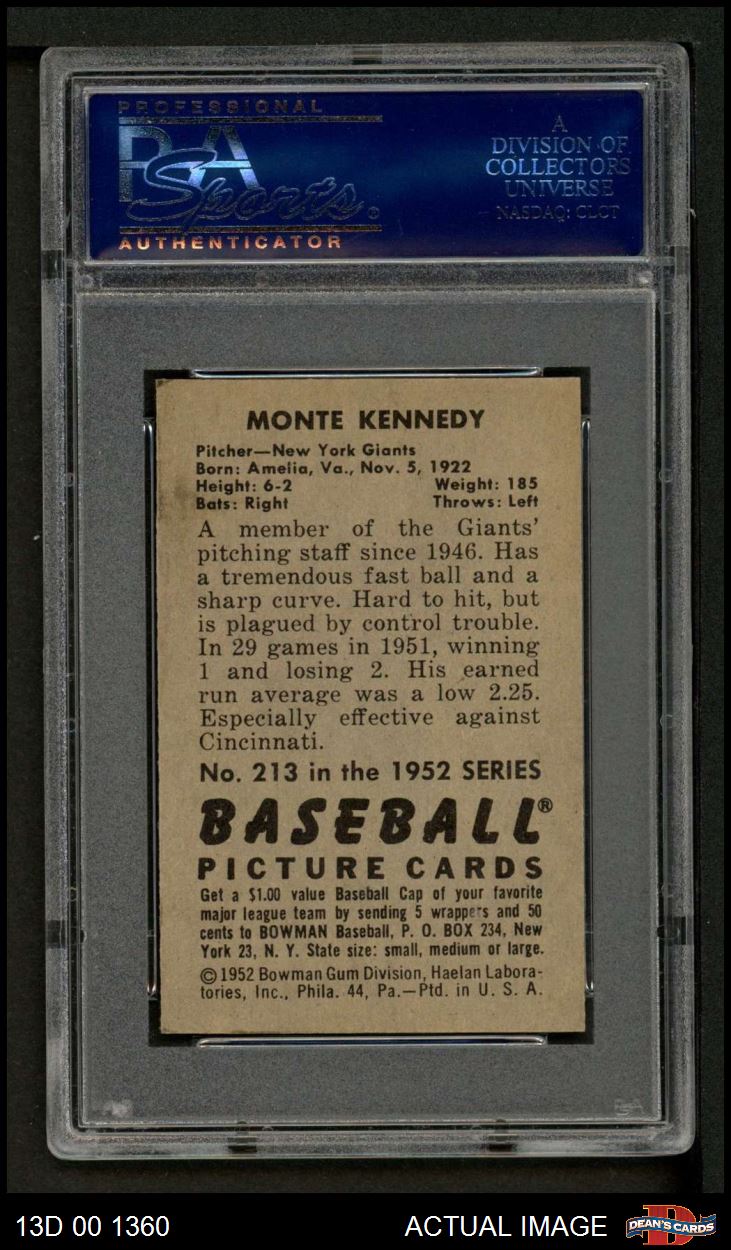 PROFESSIONAL
PSA
Sports®
AUTHENTICATOR
A
DIVISION OF
COLLECTORS
UNIVERSE
NASDAQ: CLCT
MONTE KENNEDY
Pitcher—New York Giants
Born: Amelia, Va., Nov. 5, 1922
Height: 6-2 Weight: 185
Bats: Right Throws: Left
A member of the Giants'
pitching staff since 1946. Has
a tremendous fast ball and a
sharp curve. Hard to hit, but
is plagued by control trouble.
In 29 games in 1951, winning
1 and losing 2. His earned
run average was a low 2.25.
Especially effective against
Cincinnati.
No. 213 in the 1952 SERIES
BASEBALL®
PICTURE CARDS
Get a $1.00 value Baseball Cap of your favorite
major league team by sending 5 wrappers and 50
cents to BOWMAN Baseball, P. O. BOX 234, New
York 23, N. Y. State size: small, medium or large.
©1952 Bowman Gum Division, Haelan Labora-
tories, Inc., Phila. 44, Pa.—Ptd. in U. S. A.
13D 00 1360 ACTUAL IMAGE
DEAN'S CARDS